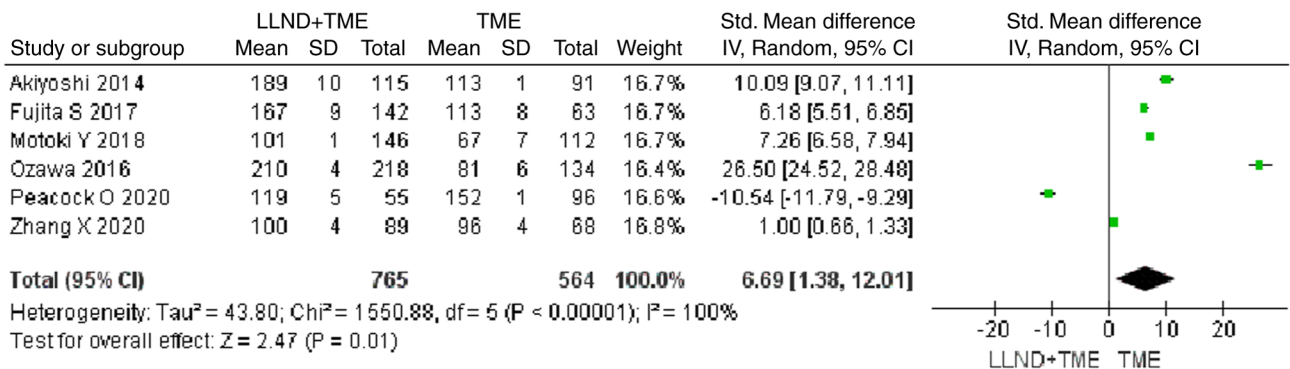 LLND+TME TME Std. Mean difference Std. Mean difference
Study or subgroup Mean SD Total Mean SD Total Weight IV, Random, 95% CI IV, Random, 95% CI
Akiyoshi 2014 189 10 115 113 1 91 16.7% 10.09 [9.07, 11.11]
Fujita S 2017 167 9 142 113 8 63 16.7% 6.18 [5.51, 6.85]
Motoki Y 2018 101 1 146 67 7 112 16.7% 7.26 [6.58, 7.94]
Ozawa 2016 210 4 218 81 6 134 16.4% 26.50 [24.52, 28.48]
Peacock O 2020 119 5 55 152 1 96 16.6% -10.54 [-11.79, -9.29]
Zhang X 2020 100 4 89 96 4 68 16.8% 1.00 [0.66, 1.33]
Total (95% CI) 765 564 100.0% 6.69 [1.38, 12.01]
Heterogeneity: Tau² = 43.80; Chi² = 1550.88, df = 5 (P < 0.00001); I² = 100%
Test for overall effect: Z = 2.47 (P = 0.01)
-20 -10 0 10 20
LLND+TME TME